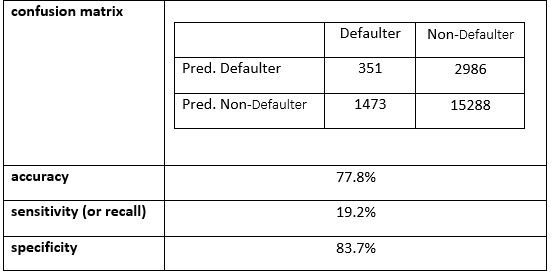 confusion matrix
Defaulter Non-Defaulter
Pred. Defaulter 351 2986
Pred. Non-Defaulter 1473 15288
accuracy 77.8%
sensitivity (or recall) 19.2%
specificity 83.7%